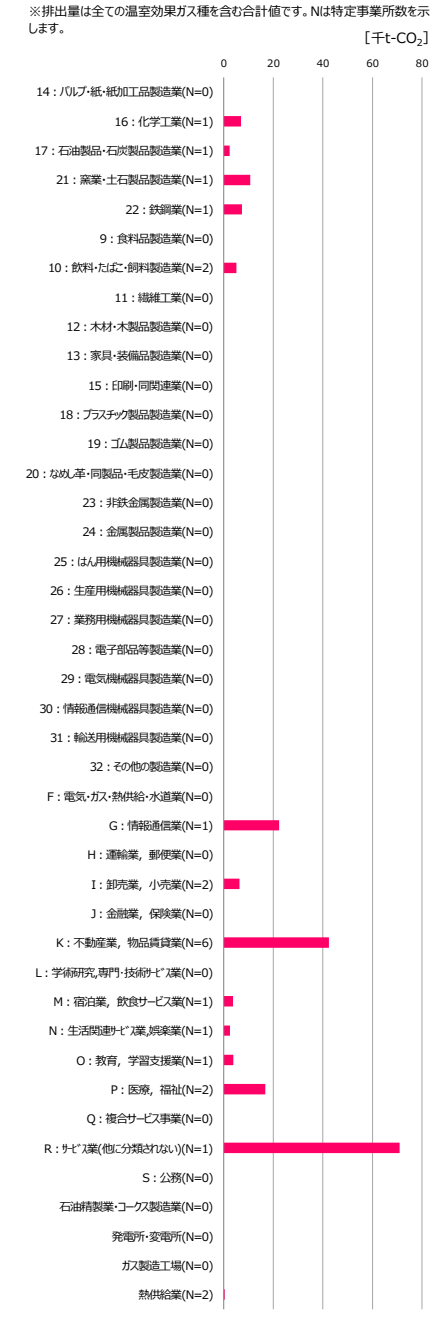 ※排出量は全ての温室効果ガス種を含む合計値です。Nは特定事業所数を示
します。
［千t-CO₂］
0 20 40 60 80
14：パルプ・紙・紙加工品製造業(N=0)
16：化学工業(N=1)
17：石油製品・石炭製品製造業(N=1)
21：窯業・土石製品製造業(N=1)
22：鉄鋼業(N=1)
9：食料品製造業(N=0)
10：飲料・たばこ・飼料製造業(N=2)
11：繊維工業(N=0)
12：木材・木製品製造業(N=0)
13：家具・装備品製造業(N=0)
15：印刷・同関連業(N=0)
18：プラスチック製品製造業(N=0)
19：ゴム製品製造業(N=0)
20：なめし革・同製品・毛皮製造業(N=0)
23：非鉄金属製造業(N=0)
24：金属製品製造業(N=0)
25：はん用機械器具製造業(N=0)
26：生産用機械器具製造業(N=0)
27：業務用機械器具製造業(N=0)
28：電子部品等製造業(N=0)
29：電気機械器具製造業(N=0)
30：情報通信機械器具製造業(N=0)
31：輸送用機械器具製造業(N=0)
32：その他の製造業(N=0)
F：電気・ガス・熱供給・水道業(N=0)
G：情報通信業(N=1)
H：運輸業，郵便業(N=0)
I：卸売業，小売業(N=2)
J：金融業，保険業(N=0)
K：不動産業，物品賃貸業(N=6)
L：学術研究,専門・技術ｻｰﾋﾞｽ業(N=0)
M：宿泊業，飲食サービス業(N=1)
N：生活関連ｻｰﾋﾞｽ業,娯楽業(N=1)
O：教育，学習支援業(N=1)
P：医療，福祉(N=2)
Q：複合サービス事業(N=0)
R：ｻｰﾋﾞｽ業(他に分類されない)(N=1)
S：公務(N=0)
石油精製業・コークス製造業(N=0)
発電所・変電所(N=0)
ガス製造工場(N=0)
熱供給業(N=2)